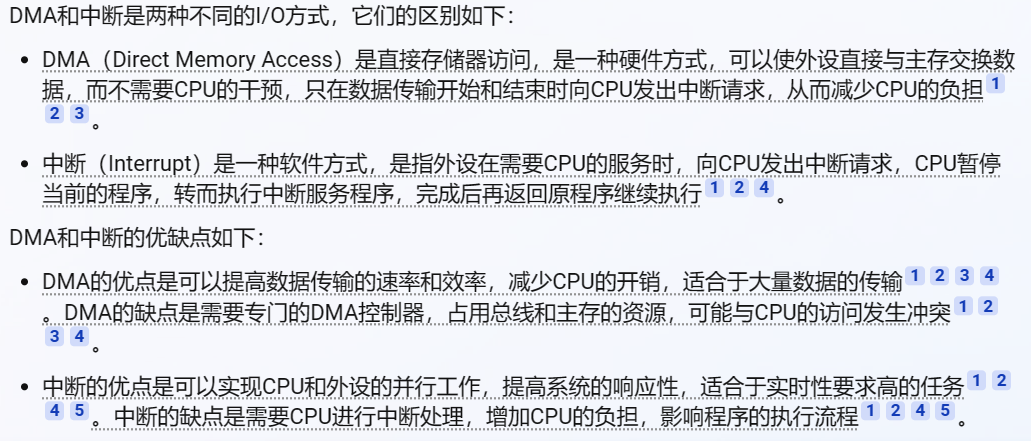 DMA和中断是两种不同的I/O方式，它们的区别如下：
• DMA（Direct Memory Access）是直接存储器访问，是一种硬件方式，可以使外设直接与主存交换数
据，而不需要CPU的干预，只在数据传输开始和结束时向CPU发出中断请求，从而减少CPU的负担 1
2 3 。
• 中断（Interrupt）是一种软件方式，是指外设在需要CPU的服务时，向CPU发出中断请求，CPU暂停
当前的程序，转而执行中断服务程序，完成后再返回原程序继续执行 1 2 4 。
DMA和中断的优缺点如下：
• DMA的优点是可以提高数据传输的速率和效率，减少CPU的开销，适合于大量数据的传输 1 2 3 4
。DMA的缺点是需要专门的DMA控制器，占用总线和主存的资源，可能与CPU的访问发生冲突 1 2
3 4 。
• 中断的优点是可以实现CPU和外设的并行工作，提高系统的响应性，适合于实时性要求高的任务 1 2
4 5 。中断的缺点是需要CPU进行中断处理，增加CPU的负担，影响程序的执行流程 1 2 4 5 。